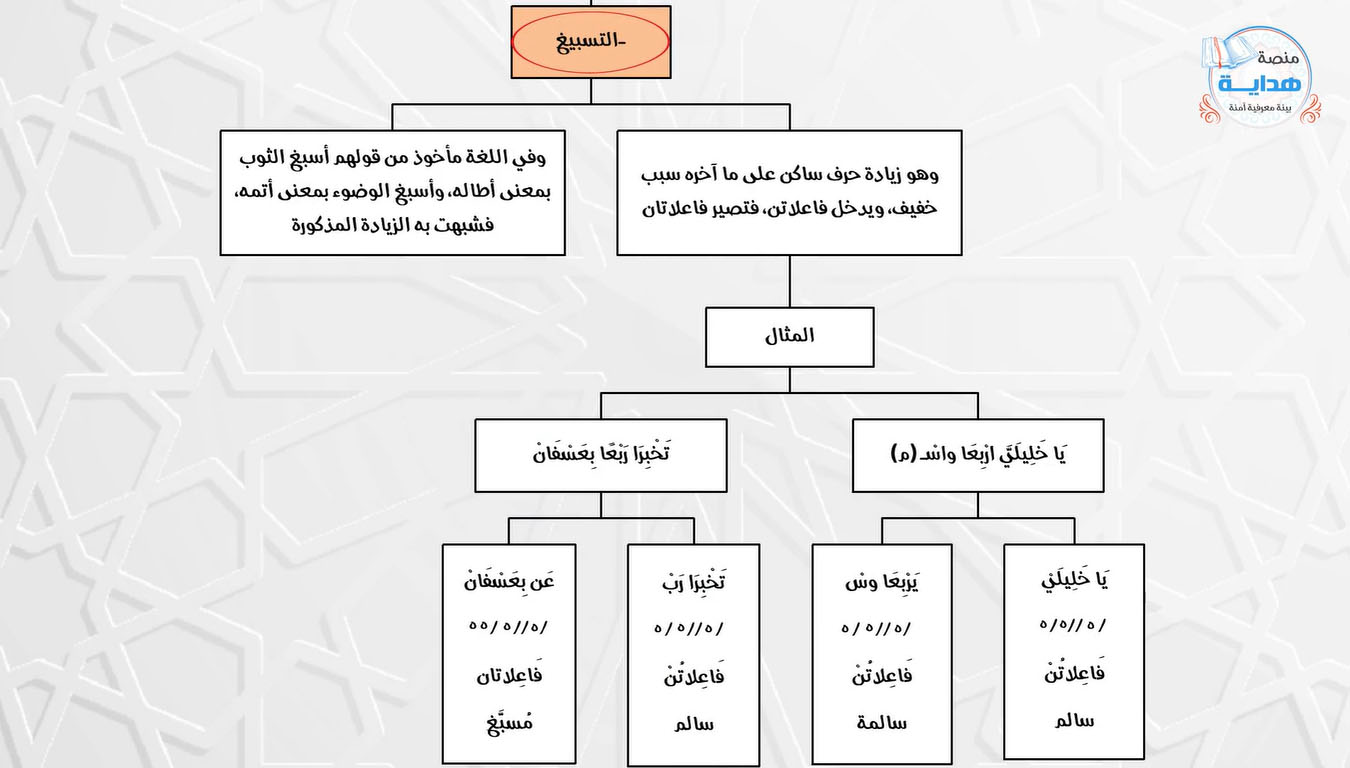 -التسبيغ
منصة
هدايـة
بيئة معرفية آمنة
وهو زيادة حرف ساكن على ما آخره سبب
خفيف، ويدخل فاعلاتن، فتصير فاعلاتان
وفي اللغة مأخوذ من قولهم أسبغ الثوب
بمعنى أطاله، وأسبغ الوضوء بمعنى أتمه،
فشبهت به الزيادة المذكورة
المثال
يَا خَلِيلَيَّ ارْبِعَا واسْـ (م)
تَخْبِرَا رَبْعًا بِعَسْفَانْ
يَا خَلِيلَيْ
/٥//٥/٥
فَاعِلاتُنْ
سالم
يَرْبِعَا وسْ
/٥//٥/٥
فَاعِلاتُنْ
سالمة
تَخْبِرَا رَبْ
/٥//٥/٥
فَاعِلاتُنْ
سالم
عَن بِعَسْفَانْ
/٥//٥/٥٥
فَاعِلاتان
مُسبَّغ